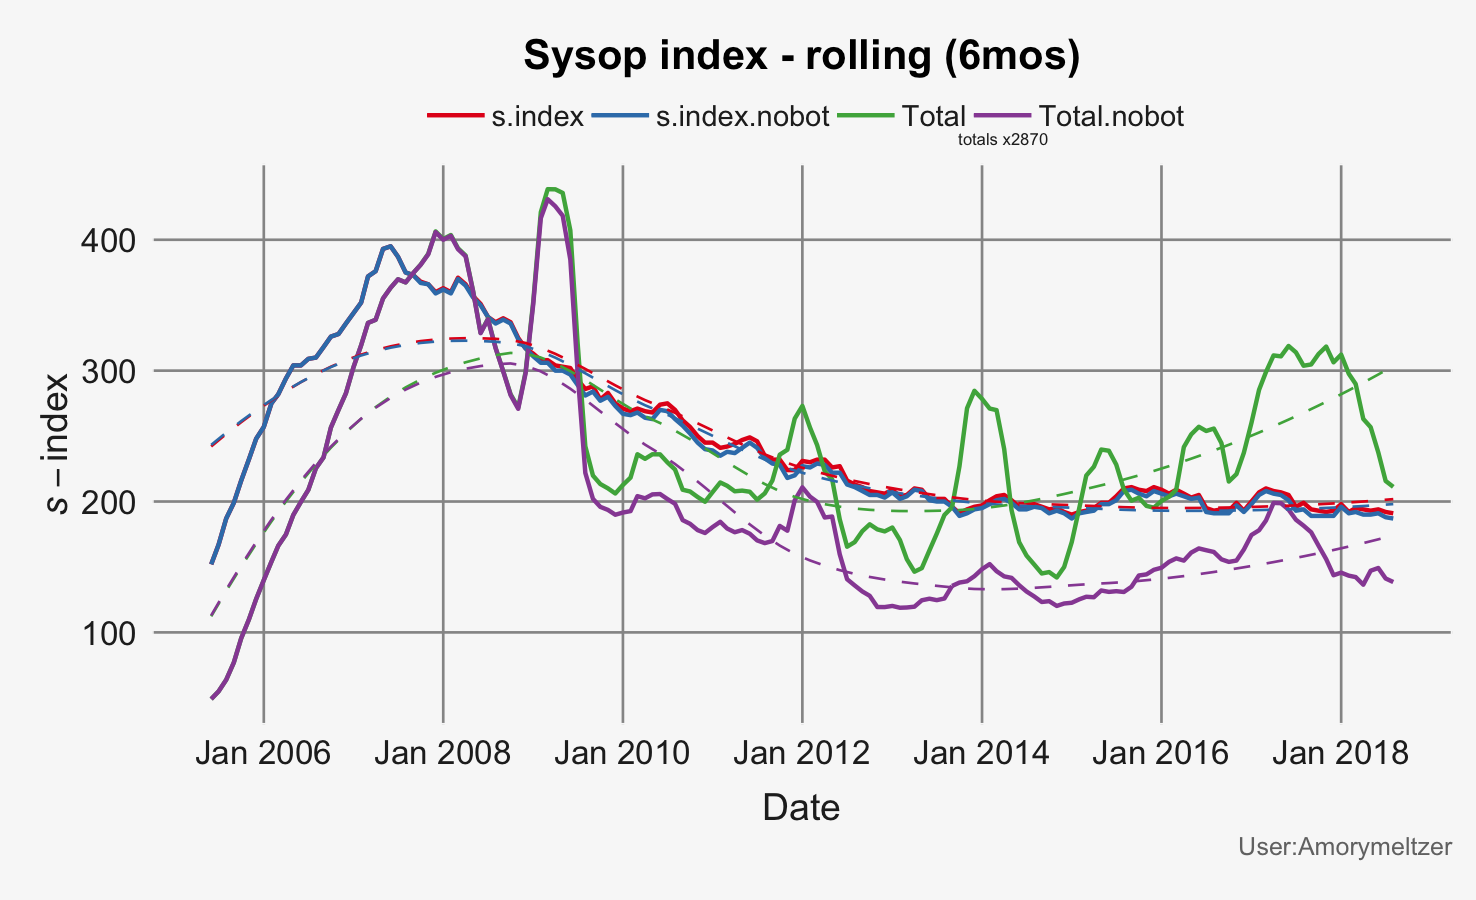 Sysop index - rolling (6mos)
s.index s.index.nobot Total Total.nobot
totals x2870
s – index
400
300
200
100
Jan 2006 Jan 2008 Jan 2010 Jan 2012 Jan 2014 Jan 2016 Jan 2018
Date
User:Amorymeltzer